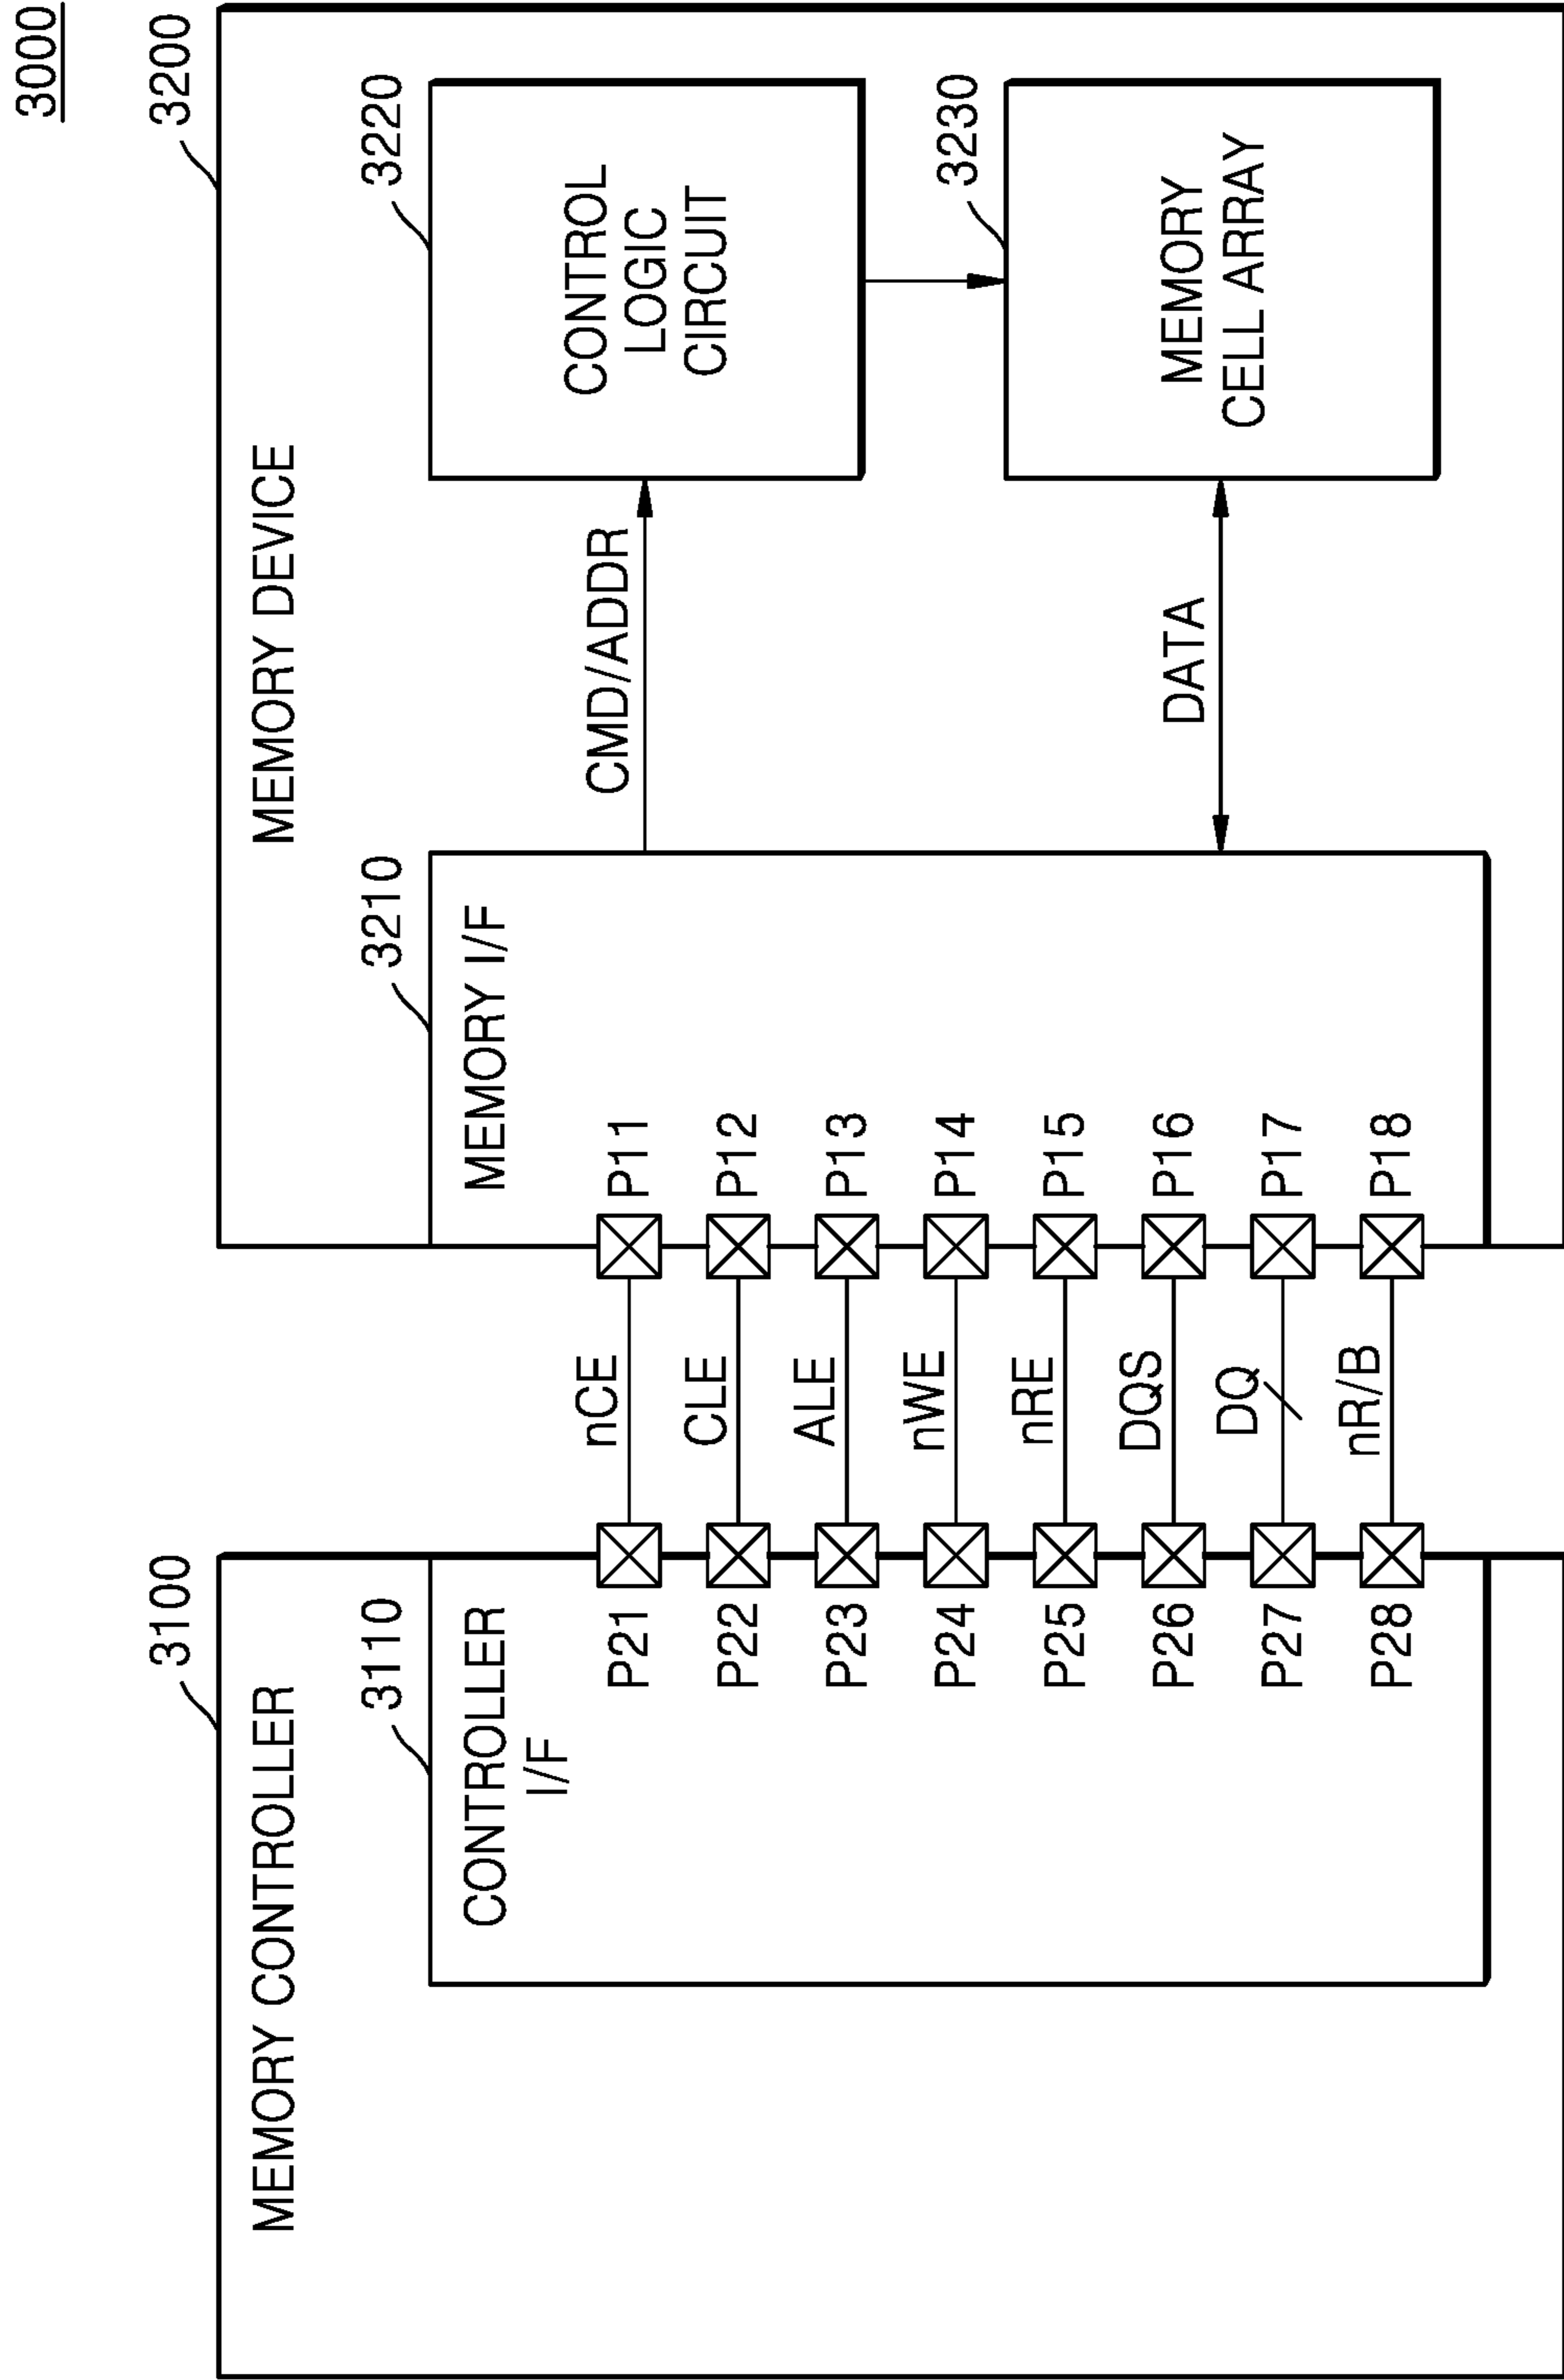 3000
3100
MEMORY CONTROLLER
3110
CONTROLLER
I/F
P21
P22
P23
P24
P25
P26
P27
P28
nCE
CLE
ALE
nWE
nRE
DQS
DQ
nR/B
3200
MEMORY DEVICE
3210
MEMORY I/F
P11
P12
P13
P14
P15
P16
P17
P18
CMD/ADDR
DATA
3220
CONTROL
LOGIC
CIRCUIT
3230
MEMORY
CELL ARRAY